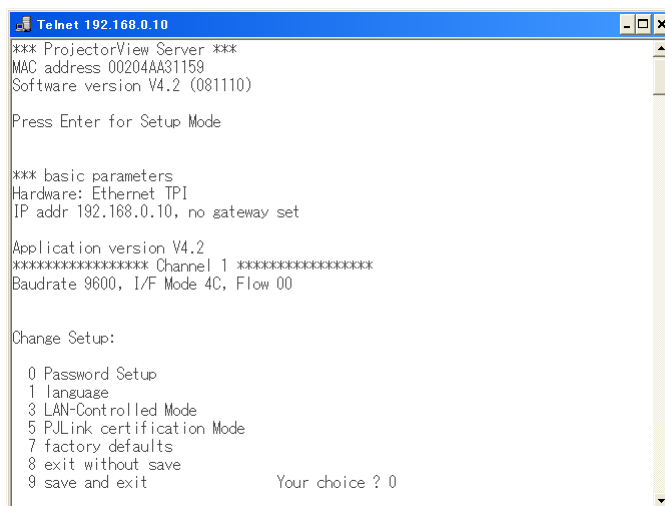 Telnet 192.168.0.10
*** ProjectorView Server ***
MAC address 00204AA31159
Software version V4.2 (081110)
Press Enter for Setup Mode
*** basic parameters
Hardware: Ethernet TPI
IP addr 192.168.0.10, no gateway set
Application version V4.2
***************** Channel 1 *****************
Baudrate 9600, I/F Mode 4C, Flow 00
Change Setup:
0 Password Setup
1 language
3 LAN-Controlled Mode
5 PJLink certification Mode
7 factory defaults
8 exit without save
9 save and exit Your choice ? 0